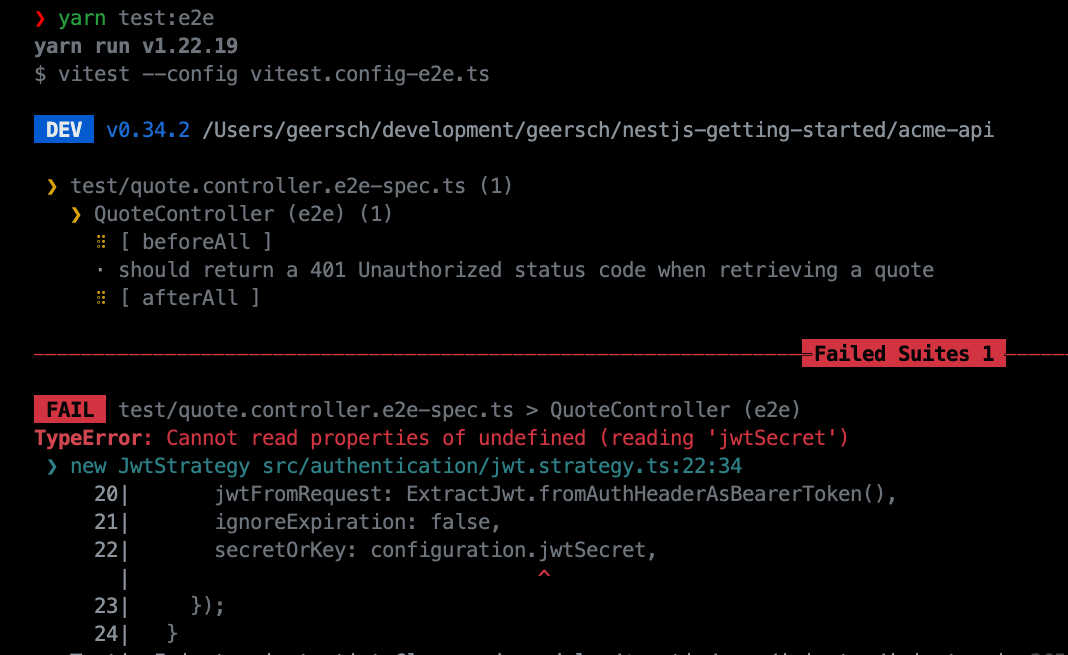 ❯ yarn test:e2e
yarn run v1.22.19
$ vitest --config vitest.config-e2e.ts
DEV v0.34.2 /Users/geersch/development/geersch/nestjs-getting-started/acme-api
❯ test/quote.controller.e2e-spec.ts (1)
❯ QuoteController (e2e) (1)
⠿ [ beforeAll ]
· should return a 401 Unauthorized status code when retrieving a quote
⠿ [ afterAll ]
Failed Suites 1
FAIL test/quote.controller.e2e-spec.ts > QuoteController (e2e)
TypeError: Cannot read properties of undefined (reading 'jwtSecret')
❯ new JwtStrategy src/authentication/jwt.strategy.ts:22:34
20| jwtFromRequest: ExtractJwt.fromAuthHeaderAsBearerToken(),
21| ignoreExpiration: false,
22| secretOrKey: configuration.jwtSecret,
| ^
23| });
24| }